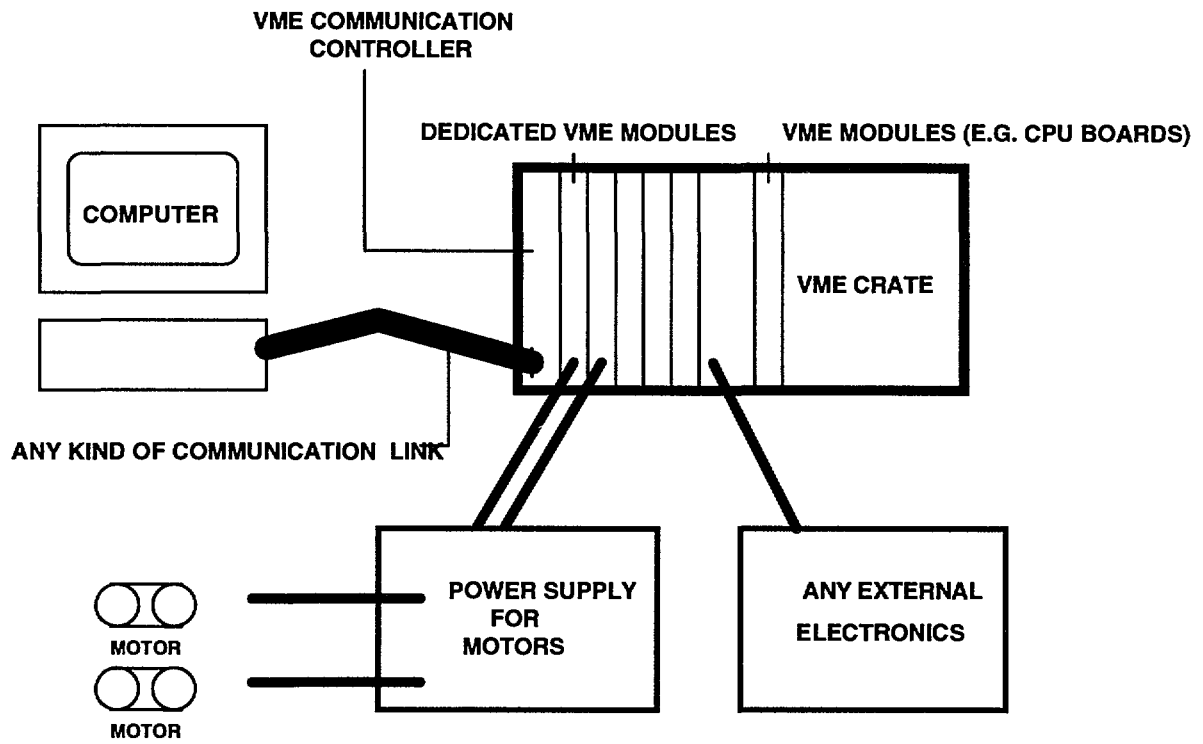 VME COMMUNICATION
CONTROLLER
DEDICATED VME MODULES
VME MODULES (E.G. CPU BOARDS)
COMPUTER
VME CRATE
ANY KIND OF COMMUNICATION LINK
POWER SUPPLY
FOR
MOTORS
ANY EXTERNAL
ELECTRONICS
MOTOR
MOTOR